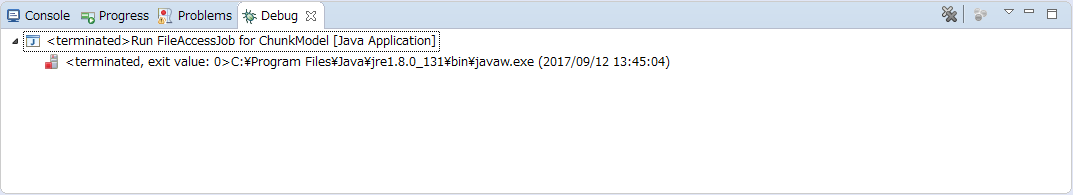 Console Progress Problems Debug
<terminated>Run FileAccessJob for ChunkModel [Java Application]
<terminated, exit value: 0>C:¥Program Files¥Java¥jre1.8.0_131¥bin¥javaw.exe (2017/09/12 13:45:04)